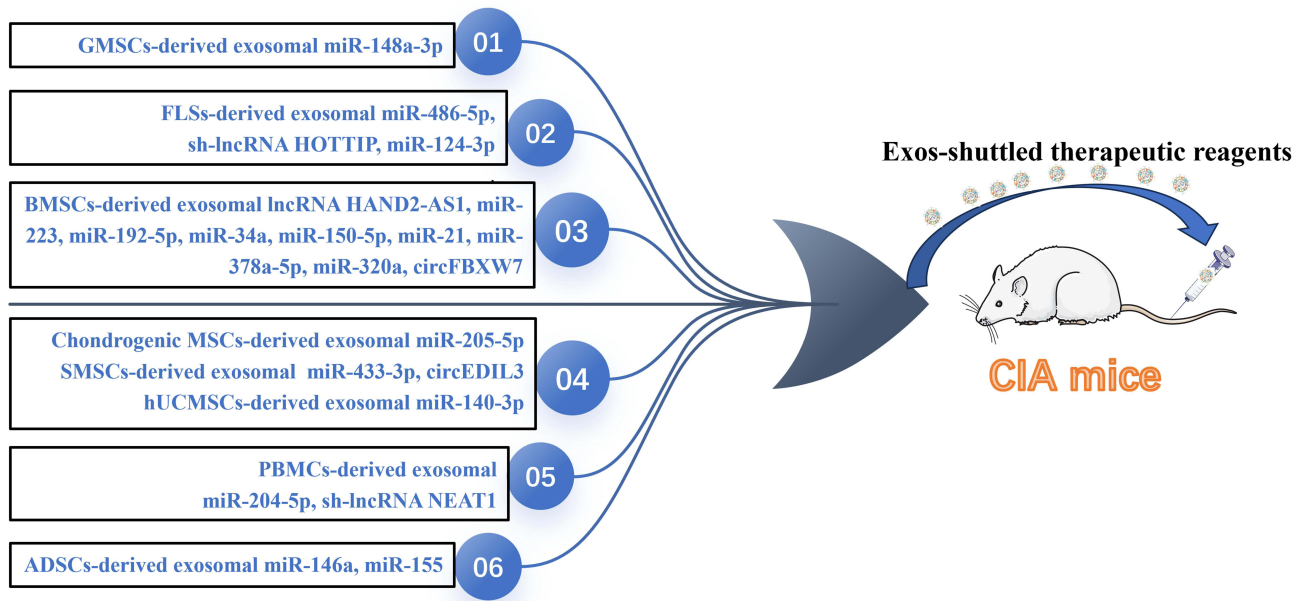 GMSCs-derived exosomal miR-148a-3p
01
FLSs-derived exosomal miR-486-5p,
sh-lncRNA HOTTIP, miR-124-3p
02
BMSCs-derived exosomal lncRNA HAND2-AS1, miR-
223, miR-192-5p, miR-34a, miR-150-5p, miR-21, miR-
378a-5p, miR-320a, circFBXW7
03
Chondrogenic MSCs-derived exosomal miR-205-5p
SMSCs-derived exosomal miR-433-3p, circEDIL3
hUCMSCs-derived exosomal miR-140-3p
04
PBMCs-derived exosomal
miR-204-5p, sh-lncRNA NEAT1
05
ADSCs-derived exosomal miR-146a, miR-155
06
Exos-shuttled therapeutic reagents
CIA mice